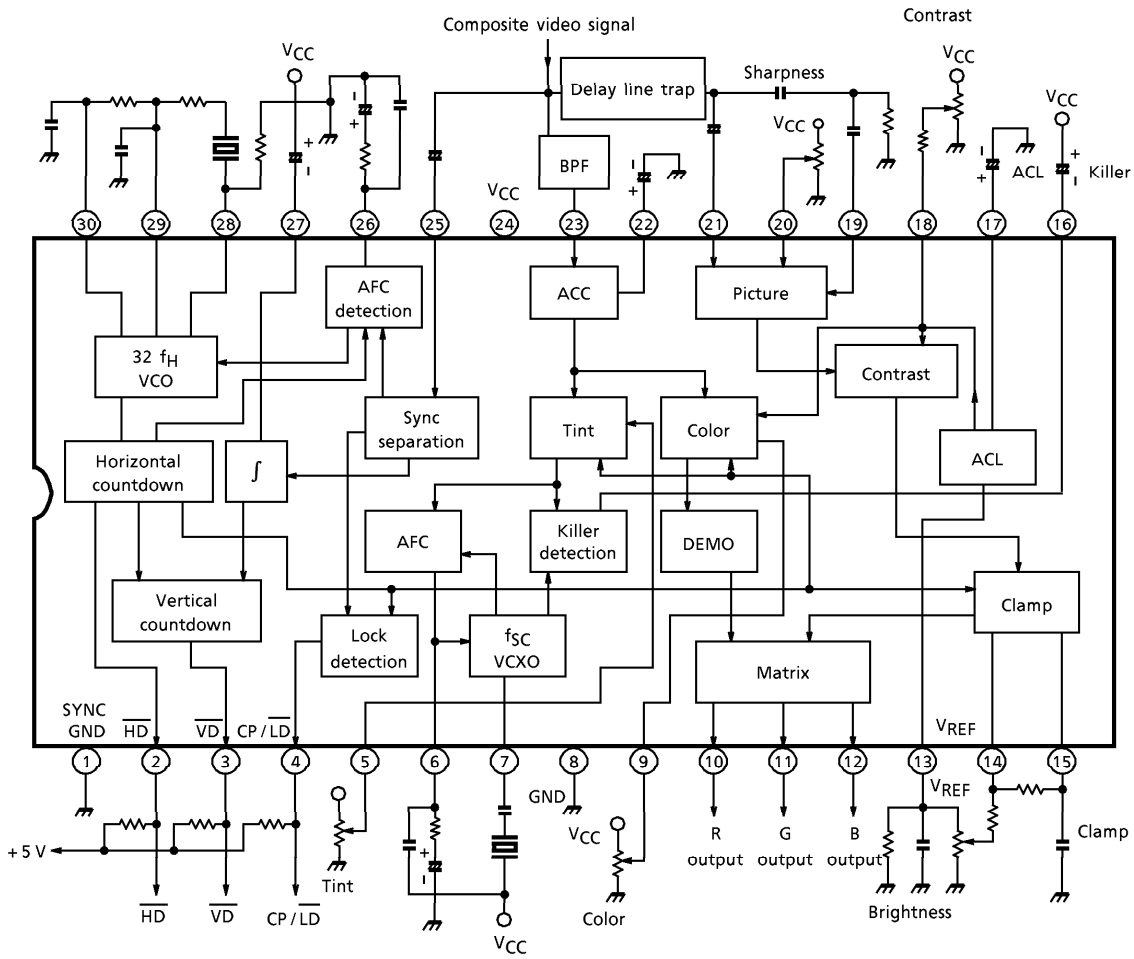 Composite video signal
Contrast
VCC
Delay line trap
Sharpness
VCC
VCC
VCC
-
+
+
-
BPF
-
+
-
+
ACL
+
-
Killer
VCC
30 29 28 27 26 25 24 23 22 21 20 19 18 17 16
AFC
detection
ACC
Picture
32 fH
VCO
Contrast
Sync
separation
Tint
Color
ACL
Horizontal
countdown
∫
AFC
Killer
detection
DEMO
Vertical
countdown
Clamp
Lock
detection
fSC
VCXO
Matrix
SYNC
GND
HD
VD
CP / LD
VREF
1 2 3 4 5 6 7 8 9 10 11 12 13 14 15
GND
VREF
+ 5 V
Tint
+
-
VCC
R
output
G
output
B
output
Clamp
HD
VD
CP / LD
VCC
Color
Brightness